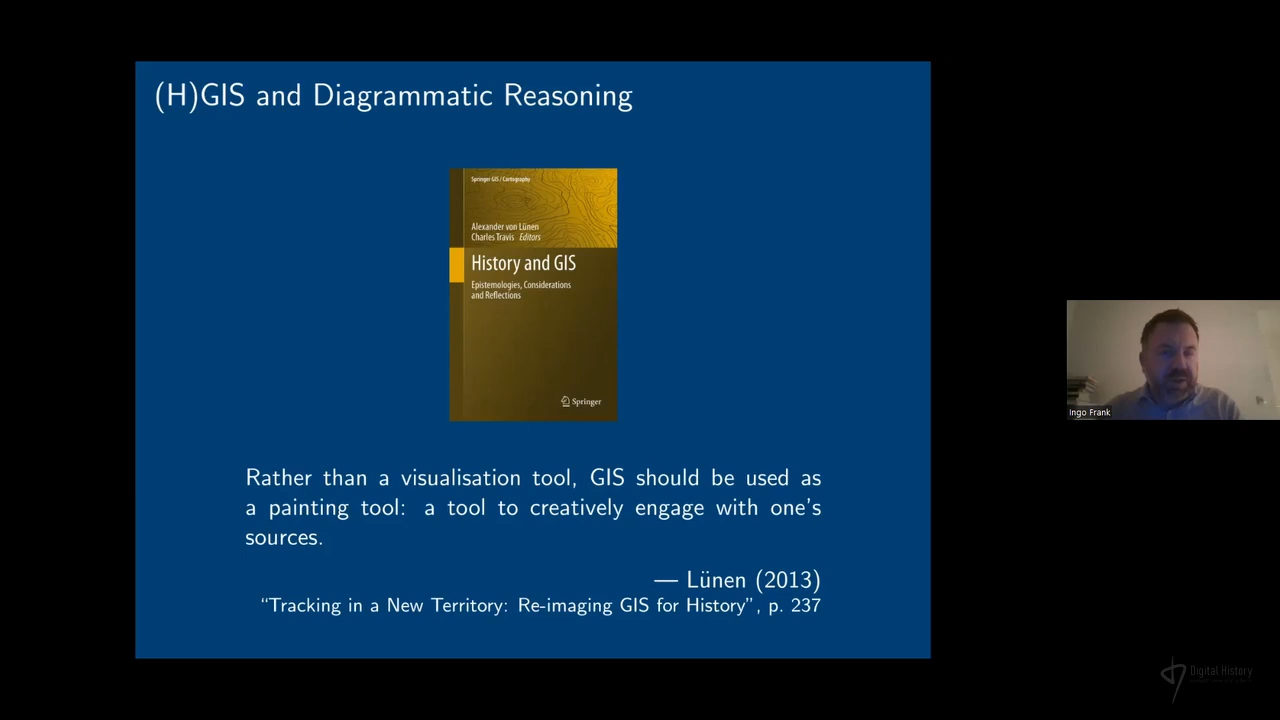 (H)GIS and Diagrammatic Reasoning
Springer GIS / Cartography
Alexander von Lünen
Charles Travis Editors
History and GIS
Epistemologies, Considerations
and Reflections
Springer
Rather than a visualisation tool, GIS should be used as
a painting tool: a tool to creatively engage with one's
sources.
— Lünen (2013)
“Tracking in a New Territory: Re-imaging GIS for History”, p. 237
Ingo Frank
Digital History